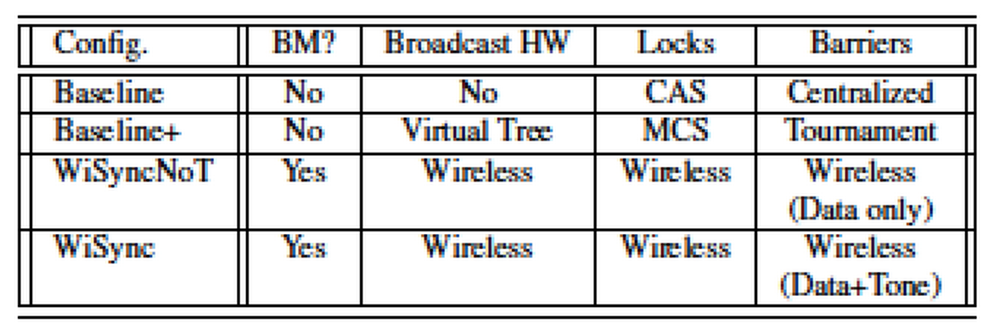 Config. BM? Broadcast HW Locks Barriers
Baseline No No CAS Centralized
Baseline+ No Virtual Tree MCS Tournament
WiSyncNoT Yes Wireless Wireless Wireless
(Data only)
WiSync Yes Wireless Wireless Wireless
(Data+Tone)